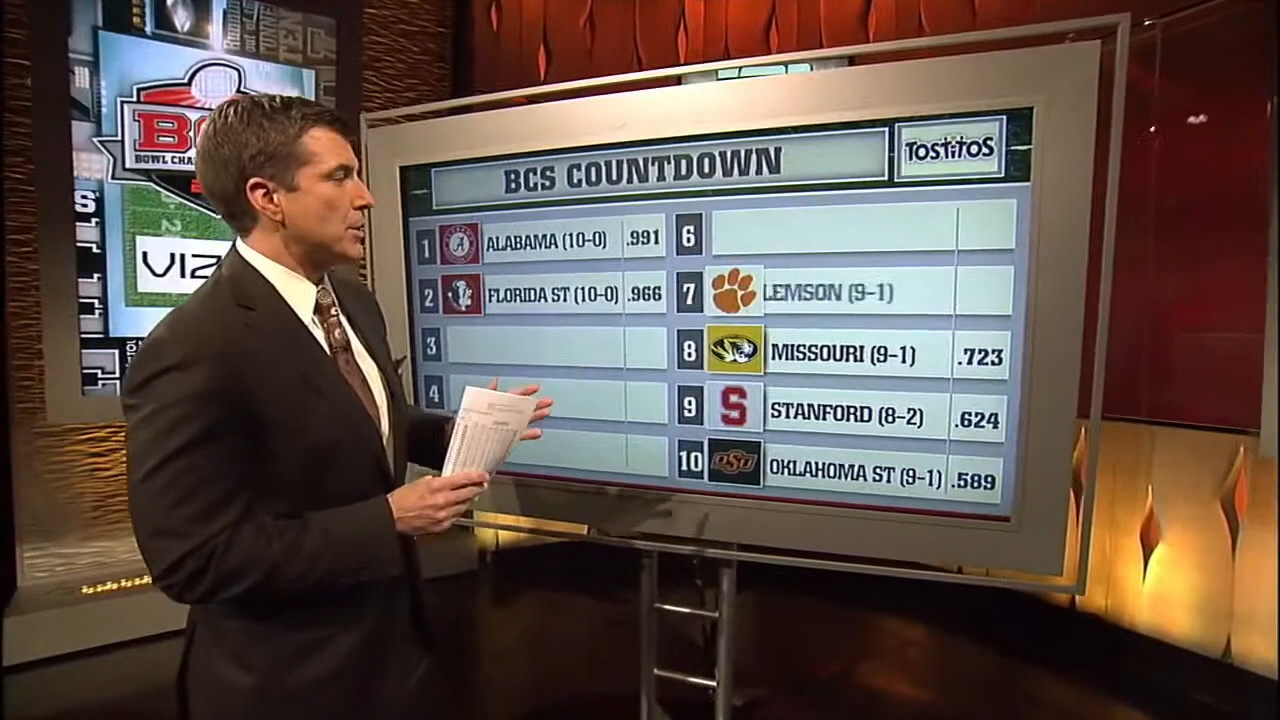 BCS COUNTDOWN
TOSTITOS
1 A ALABAMA (10-0) .991
2 FLORIDA ST (10-0) .966
3
4
6
7 LEMSON (9-1)
8 MISSOURI (9-1) .723
9 S STANFORD (8-2) .624
10 OSU OKLAHOMA ST (9-1) .589
BOWL CHA
VIZ